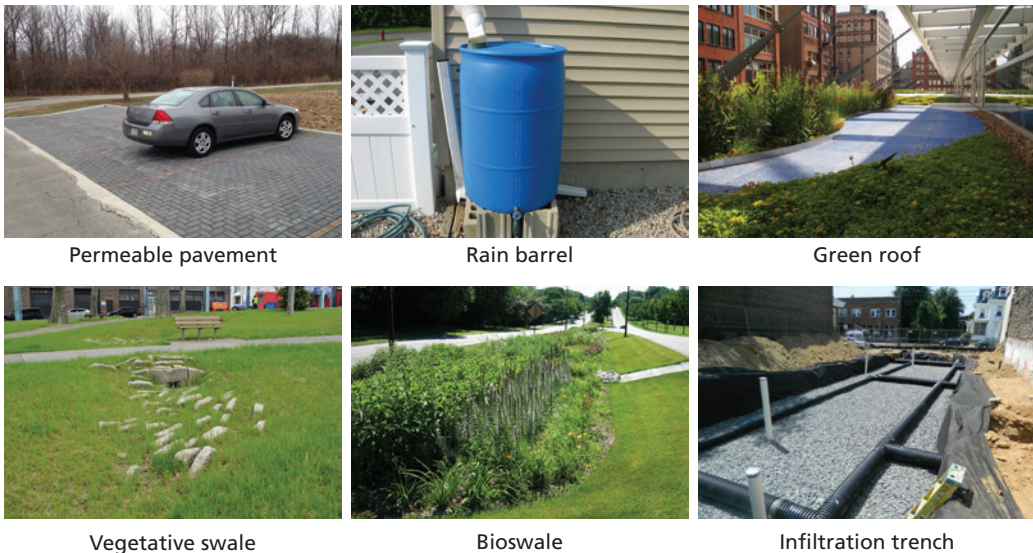 Permeable pavement
Rain barrel
Green roof
Vegetative swale
Bioswale
Infiltration trench